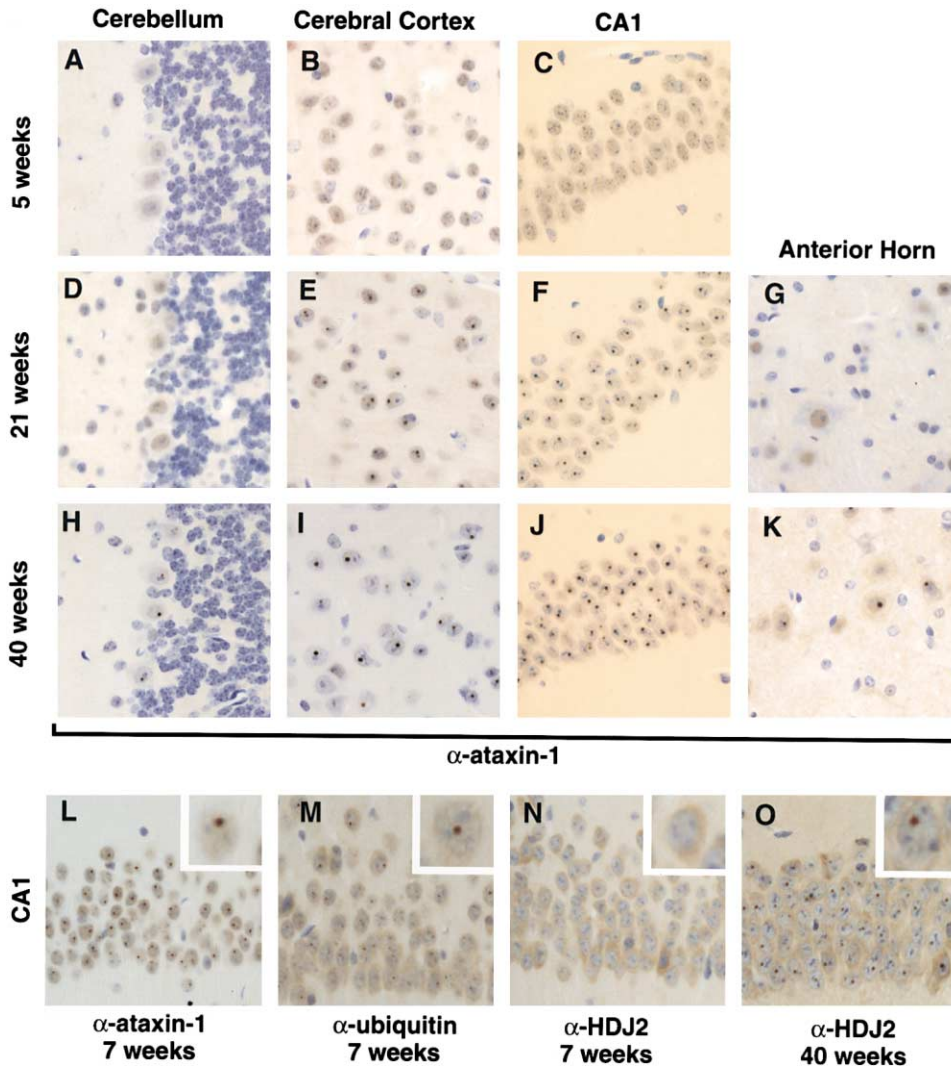 Cerebellum
Cerebral Cortex
CA1
5 weeks
A
B
C
Anterior Horn
21 weeks
D
E
F
G
40 weeks
H
I
J
K
α-ataxin-1
CA1
L
M
N
O
α-ataxin-1
7 weeks
α-ubiquitin
7 weeks
α-HDJ2
7 weeks
α-HDJ2
40 weeks